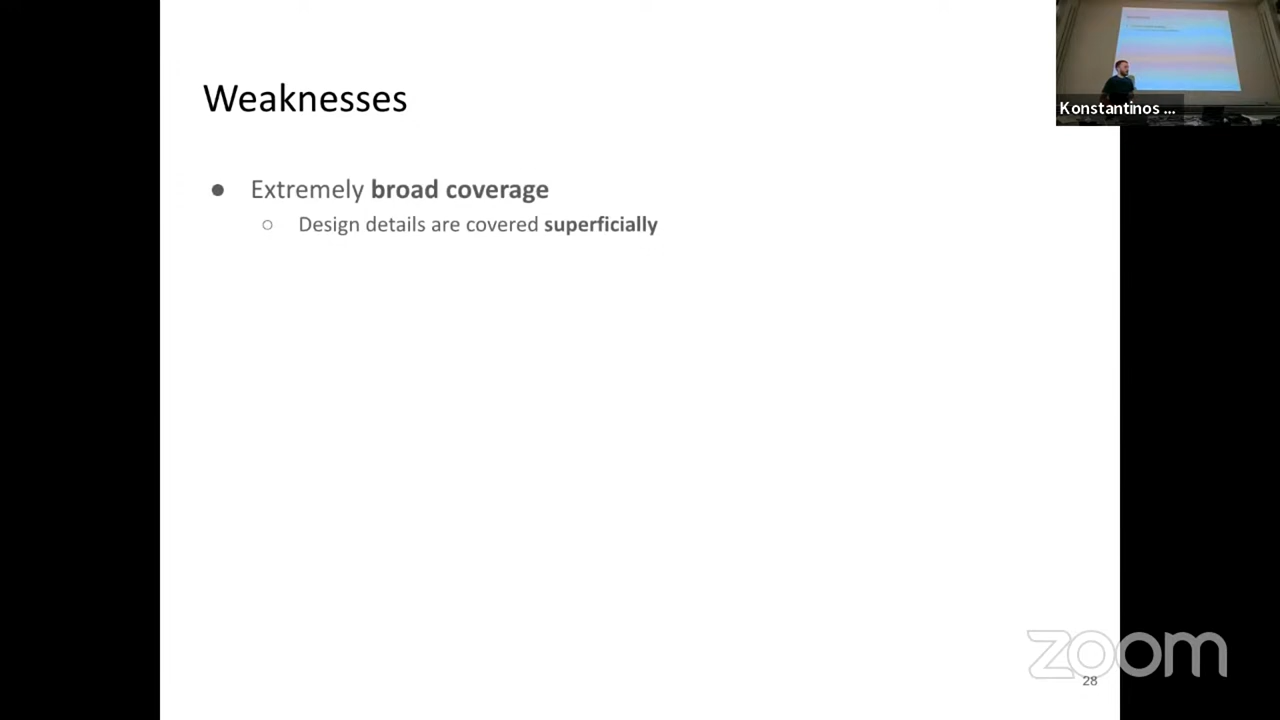 Weaknesses
Konstantinos ...
● Extremely broad coverage
○ Design details are covered superficially
zoom
28